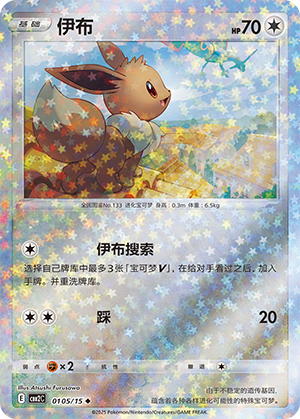 基础 伊布 HP70
全国图鉴No.133 进化宝可梦 身高：0.3m 体重：6.5kg
伊布搜索
选择自己牌库中最多3张「宝可梦V」，在给对手看过之后，加入
手牌。并重洗牌库。
踩 20
弱点 ×2 抵抗力 撤退
Illus. Atsushi Furusawa
E CBB2C 0105/15
由于不稳定的遗传基因，
蕴含着各种各样进化可能性的特殊宝可梦。
©2025 Pokémon/Nintendo/Creatures/GAME FREAK.